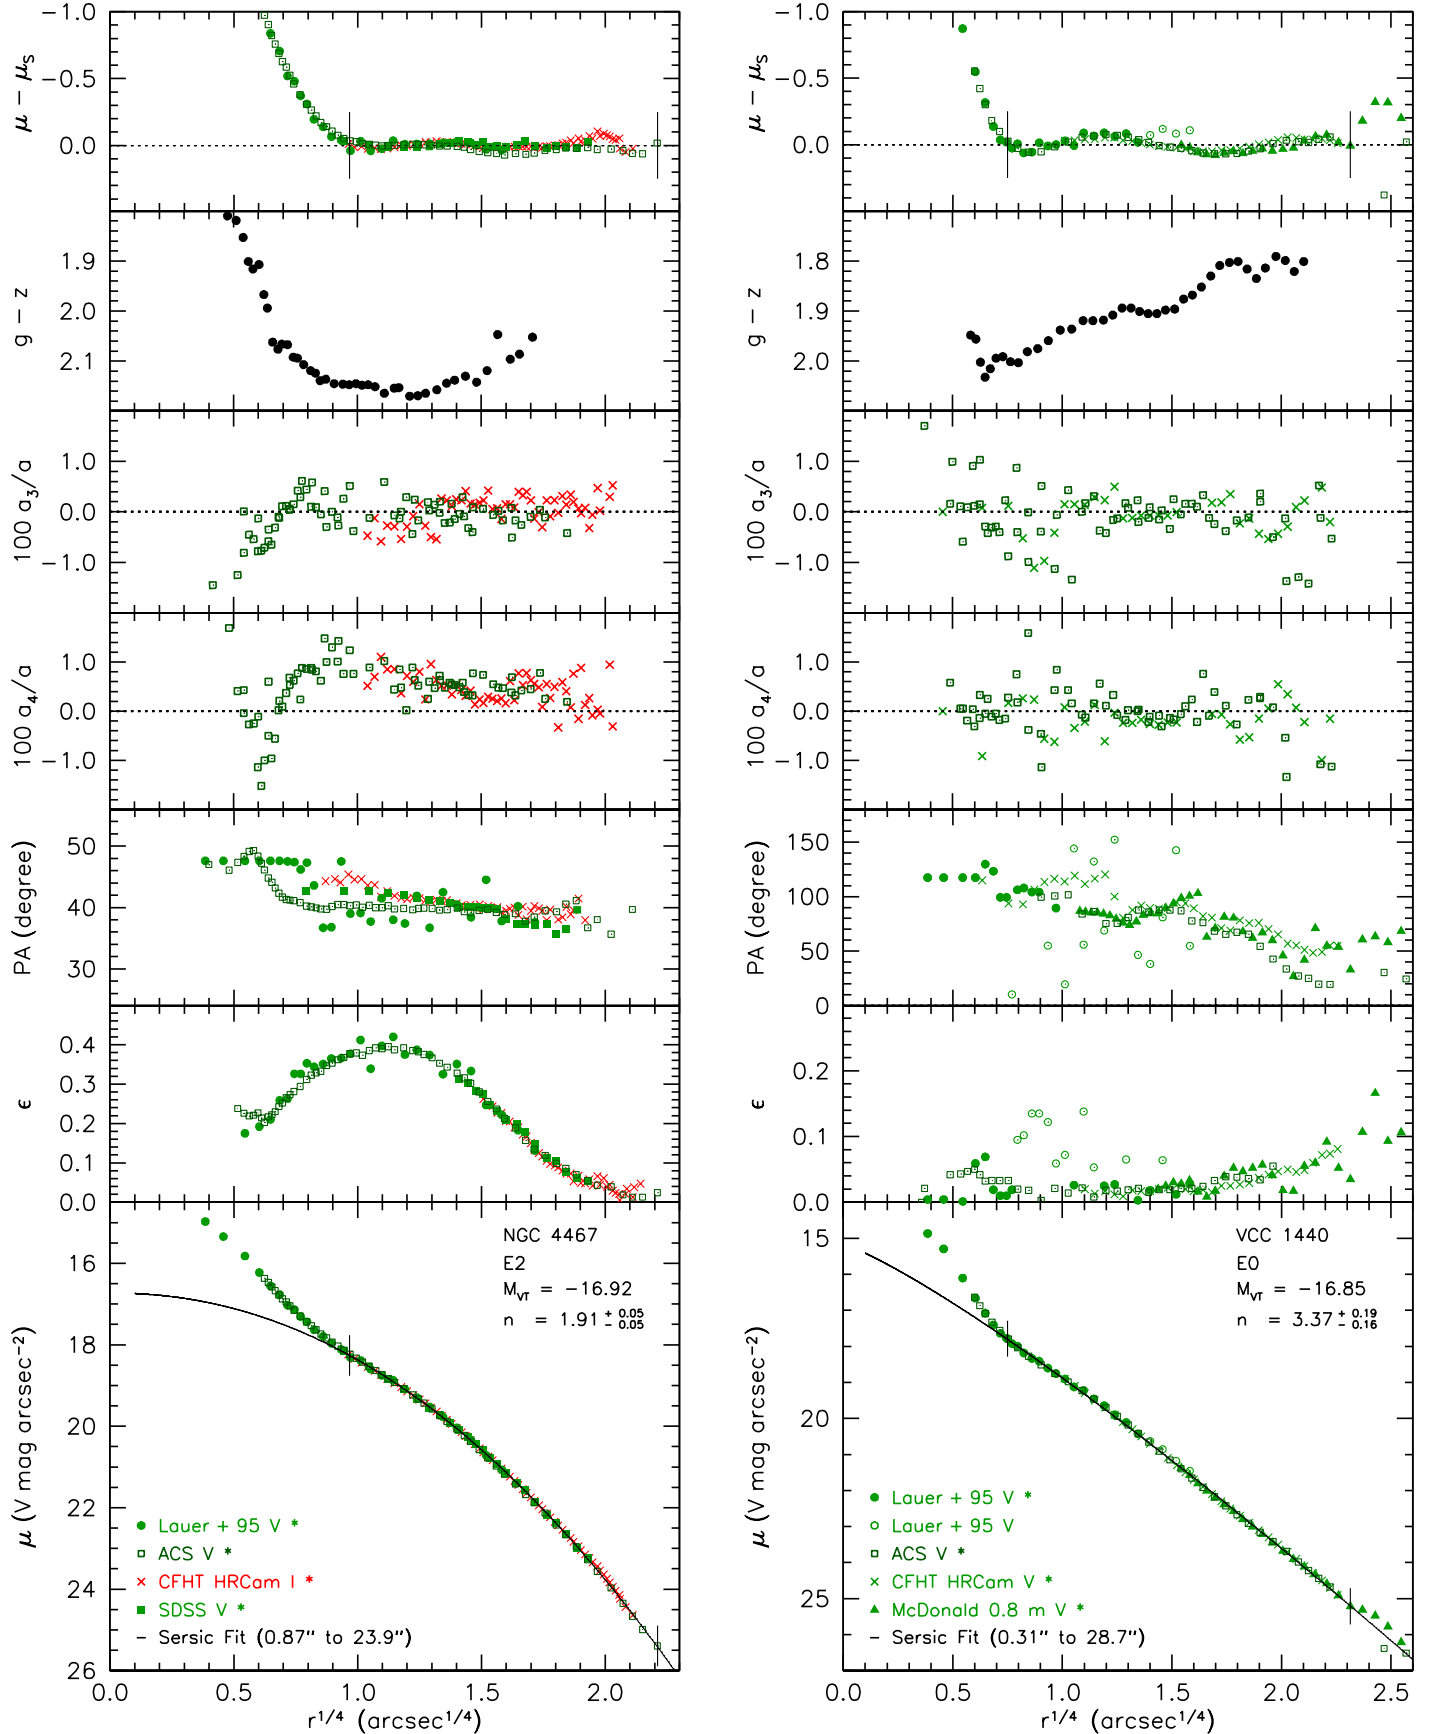 μ − μS
−1.0
−0.5
0.0
g − z
1.9
2.0
2.1
100 a3/a
1.0
0.0
−1.0
100 a4/a
1.0
0.0
−1.0
PA (degree)
50
40
30
ϵ
0.4
0.3
0.2
0.1
0.0
μ (V mag arcsec−2)
16
18
20
22
24
26
NGC 4467
E2
MVT = −16.92
n = 1.91 + 0.05 − 0.05
Lauer + 95 V *
ACS V *
CFHT HRCam I *
SDSS V *
− Sersic Fit (0.87″ to 23.9″)
0.0 0.5 1.0 1.5 2.0
r1/4 (arcsec1/4)
μ − μS
−1.0
−0.5
0.0
g − z
1.8
1.9
2.0
100 a3/a
1.0
0.0
−1.0
100 a4/a
1.0
0.0
−1.0
PA (degree)
150
100
50
0
ϵ
0.2
0.1
0.0
μ (V mag arcsec−2)
15
20
25
VCC 1440
E0
MVT = −16.85
n = 3.37 + 0.19 − 0.16
Lauer + 95 V *
Lauer + 95 V
ACS V *
CFHT HRCam V *
McDonald 0.8 m V *
− Sersic Fit (0.31″ to 28.7″)
0.0 0.5 1.0 1.5 2.0 2.5
r1/4 (arcsec1/4)